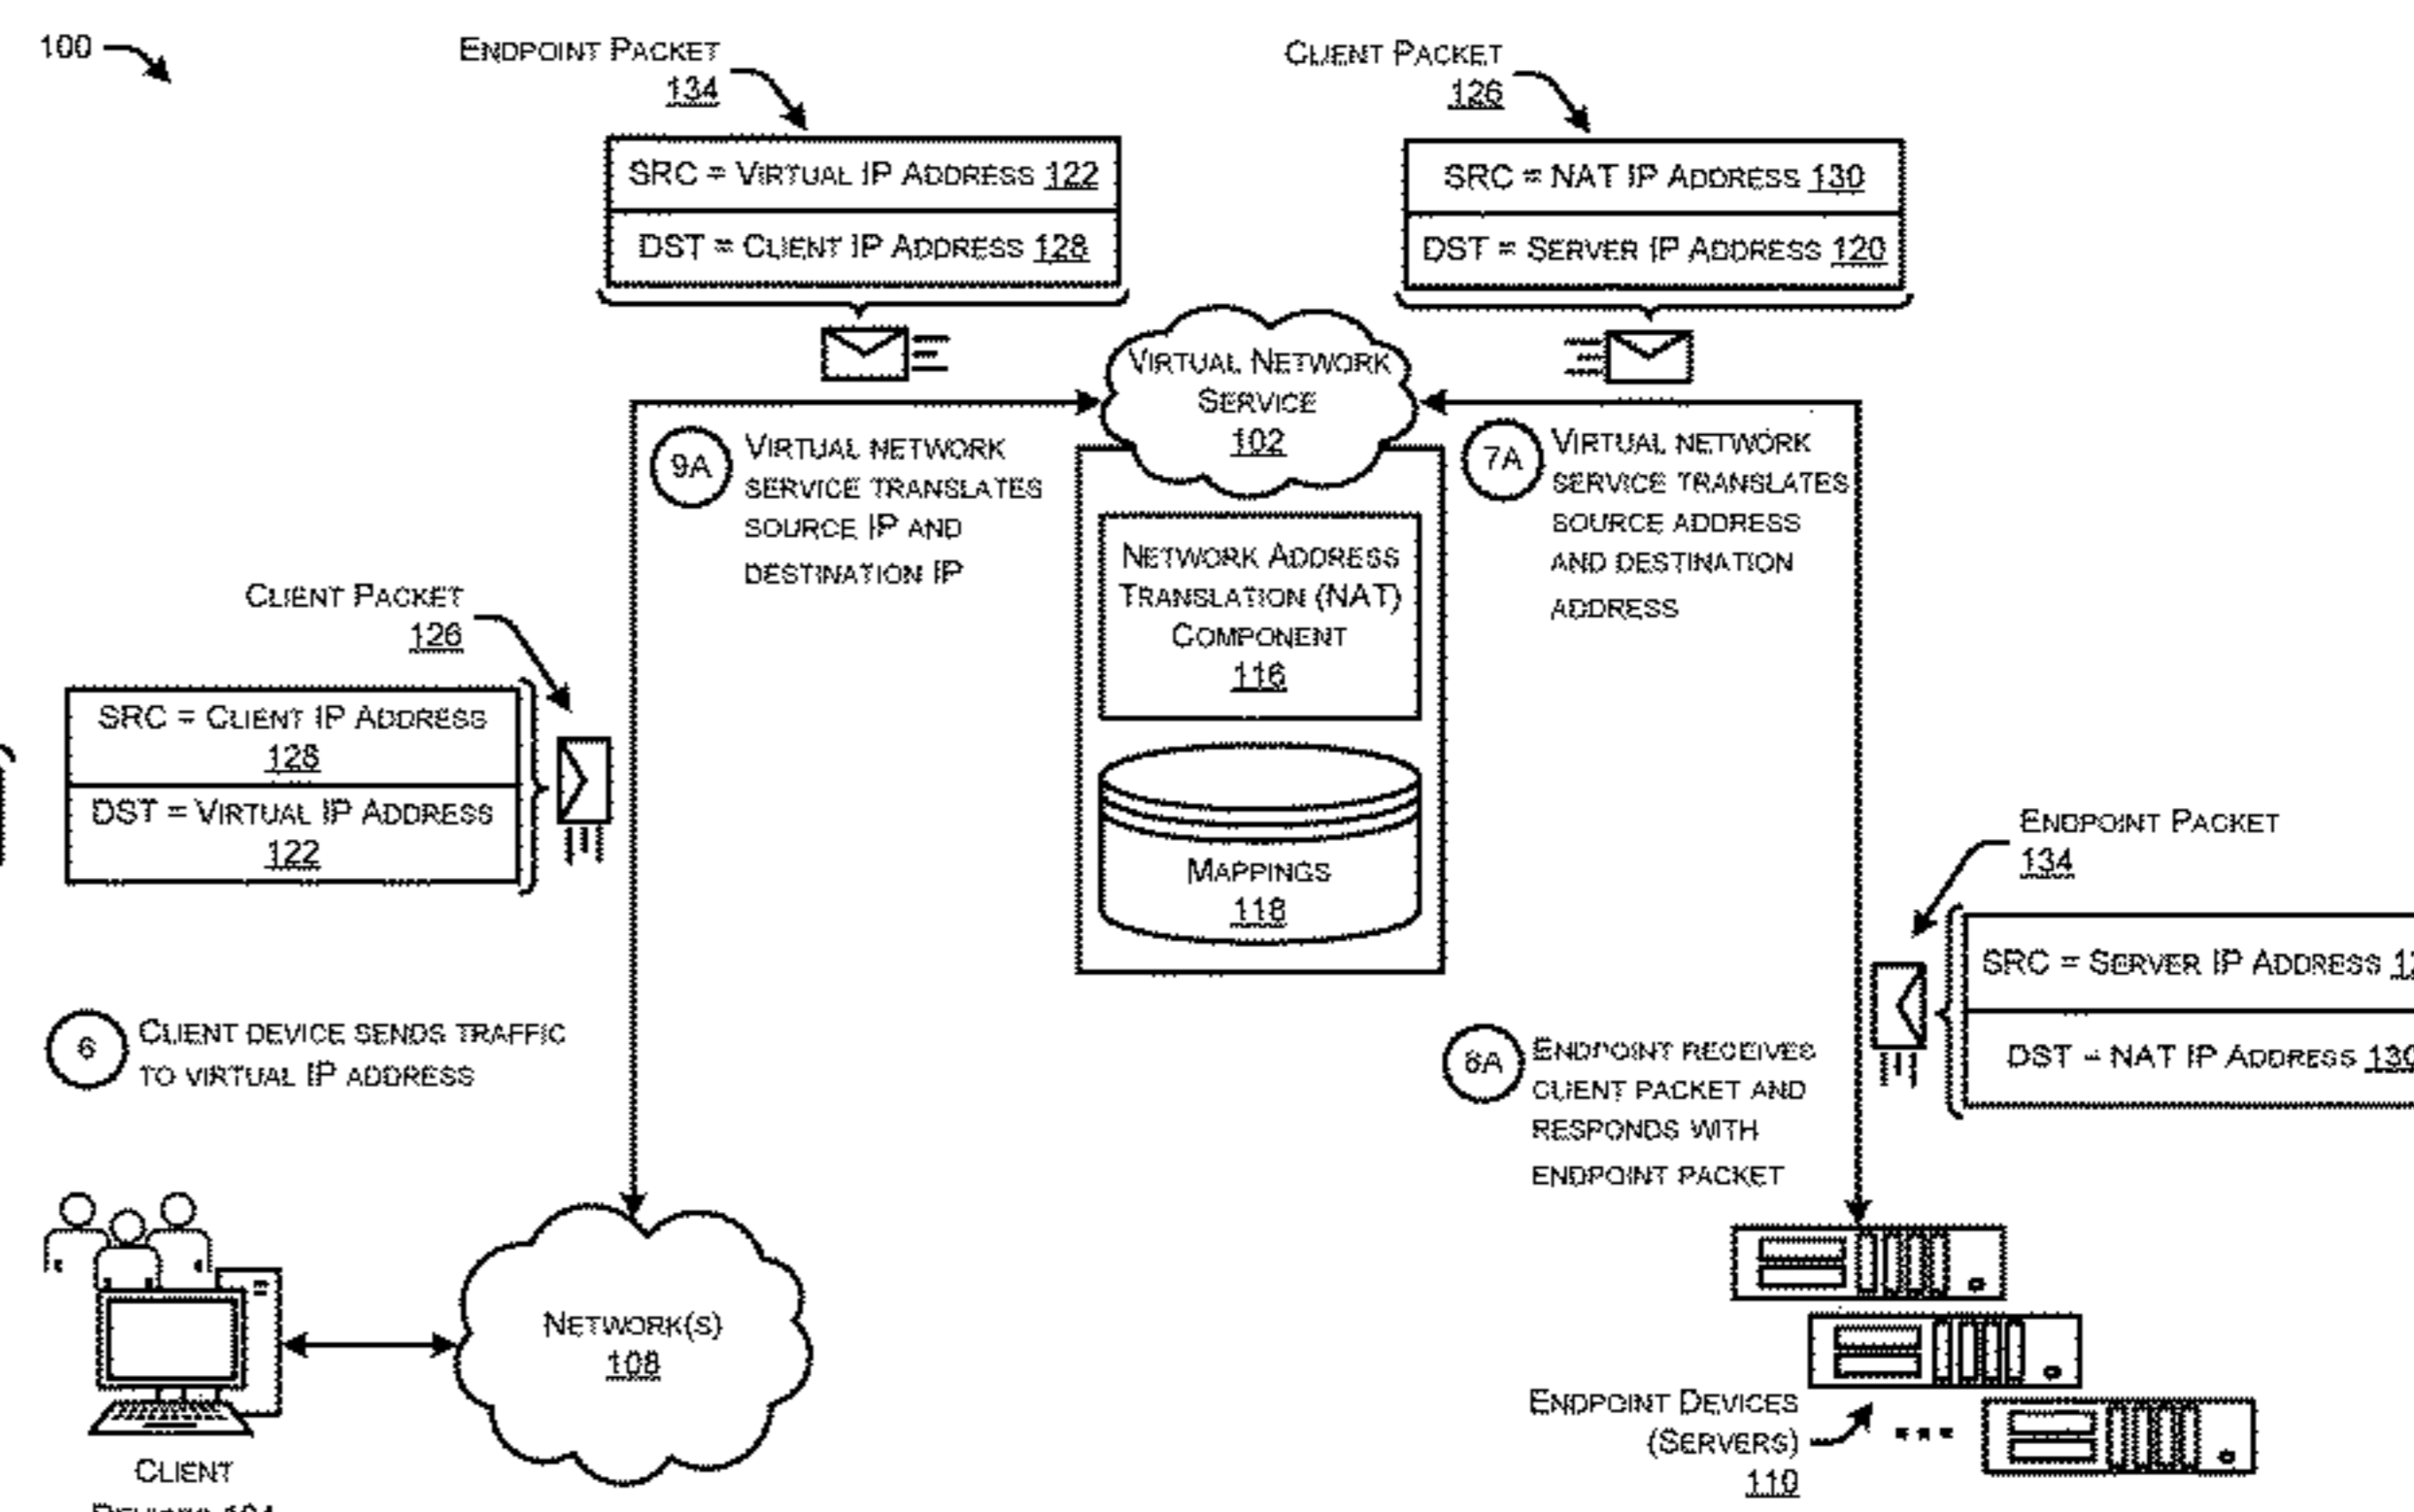 100
ENDPOINT PACKET
134
CLIENT PACKET
126
SRC = VIRTUAL IP ADDRESS 122
DST = CLIENT IP ADDRESS 128
SRC = NAT IP ADDRESS 130
DST = SERVER IP ADDRESS 120
VIRTUAL NETWORK
SERVICE
102
9A
VIRTUAL NETWORK
SERVICE TRANSLATES
SOURCE IP AND
DESTINATION IP
7A
VIRTUAL NETWORK
SERVICE TRANSLATES
SOURCE ADDRESS
AND DESTINATION
ADDRESS
NETWORK ADDRESS
TRANSLATION (NAT)
COMPONENT
116
MAPPINGS
118
CLIENT PACKET
126
SRC = CLIENT IP ADDRESS
128
DST = VIRTUAL IP ADDRESS
122
ENDPOINT PACKET
134
SRC = SERVER IP ADDRESS
DST = NAT IP ADDRESS 130
6
CLIENT DEVICE SENDS TRAFFIC
TO VIRTUAL IP ADDRESS
ENDPOINT RECEIVES
CLIENT PACKET AND
RESPONDS WITH
ENDPOINT PACKET
NETWORK(S)
108
ENDPOINT DEVICES
(SERVERS)
110
CLIENT